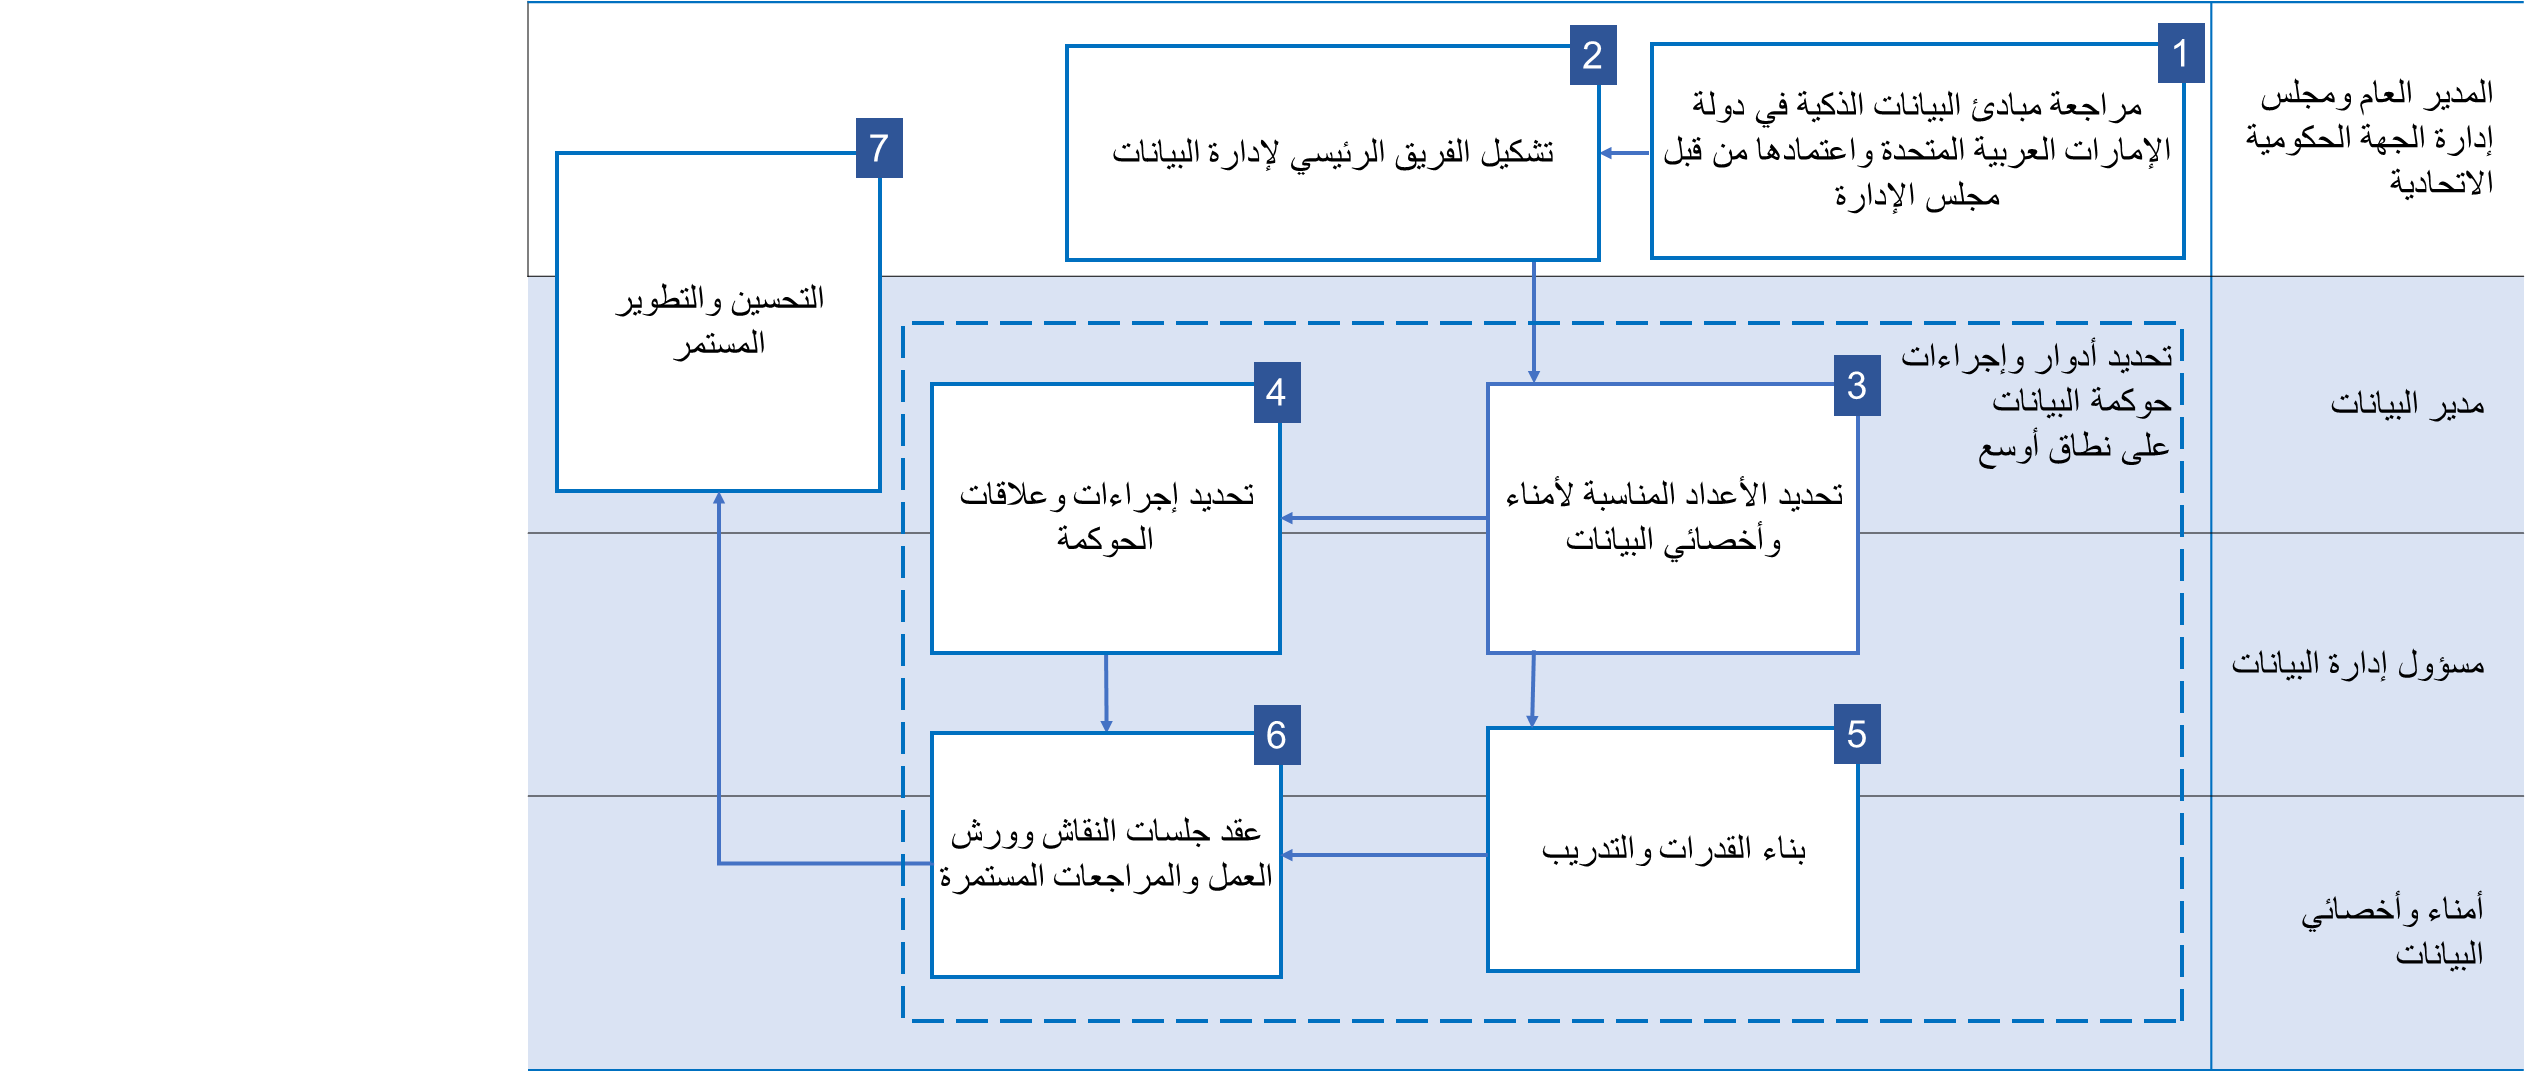 المدير العام ومجلس
إدارة الجهة الحكومية
الاتحادية
1
مراجعة مبادئ البيانات الذكية في دولة
الإمارات العربية المتحدة واعتمادها من قبل
مجلس الإدارة
2
تشكيل الفريق الرئيسي لإدارة البيانات
7
التحسين والتطوير
المستمر
مدير البيانات
تحديد أدوار وإجراءات
حوكمة البيانات
على نطاق أوسع
3
تحديد الأعداد المناسبة لأمناء
وأخصائي البيانات
4
تحديد إجراءات وعلاقات
الحوكمة
مسؤول إدارة البيانات
5
بناء القدرات والتدريب
6
عقد جلسات النقاش وورش
العمل والمراجعات المستمرة
أمناء وأخصائي
البيانات